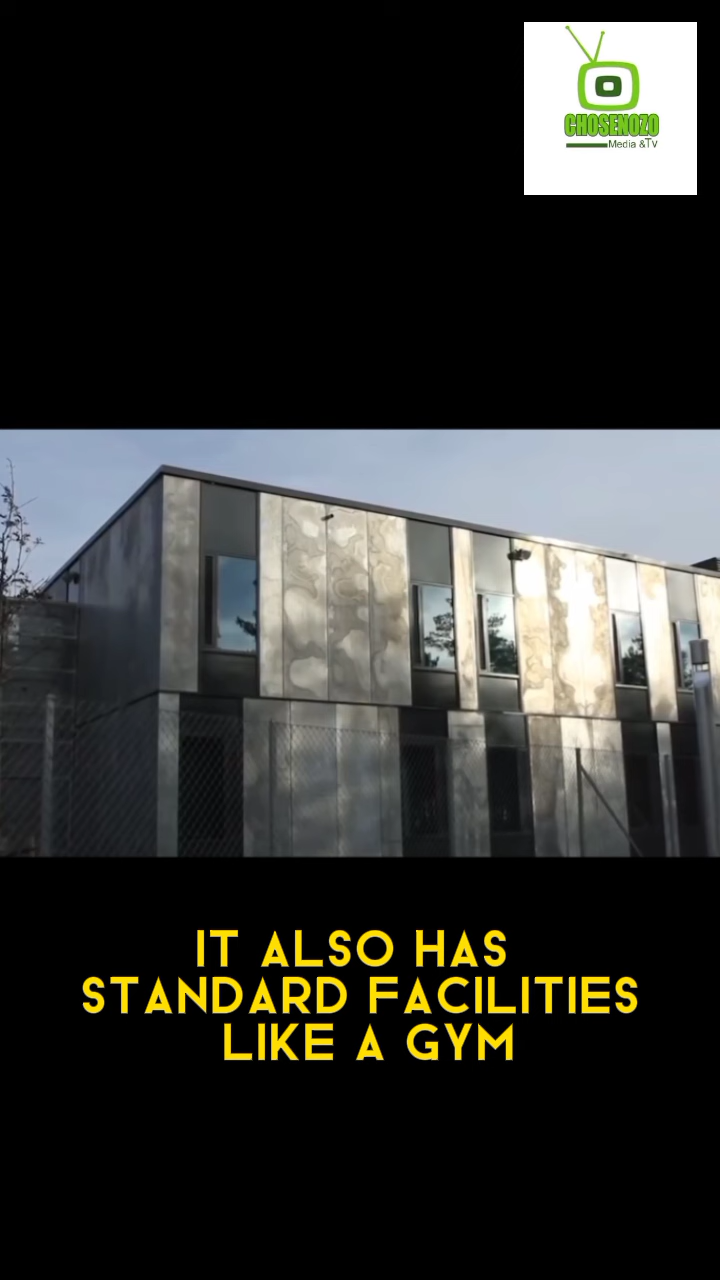 CHOSENOZO
Media &TV
IT ALSO HAS
STANDARD FACILITIES
LIKE A GYM